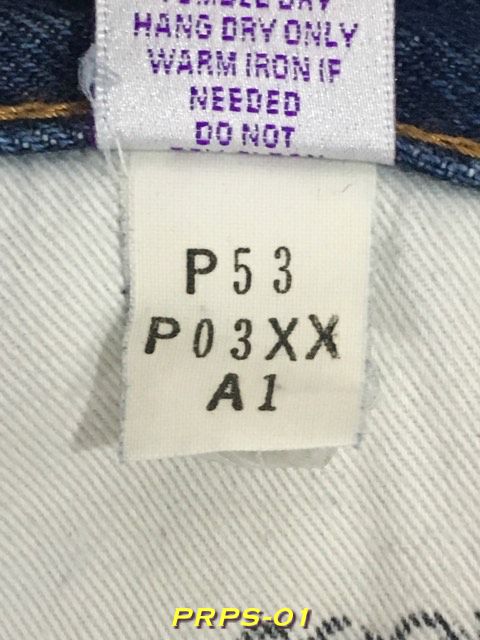 HANG DRY ONLY
WARM IRON IF
NEEDED
DO NOT
P53
P03XX
A1
PRPS-01